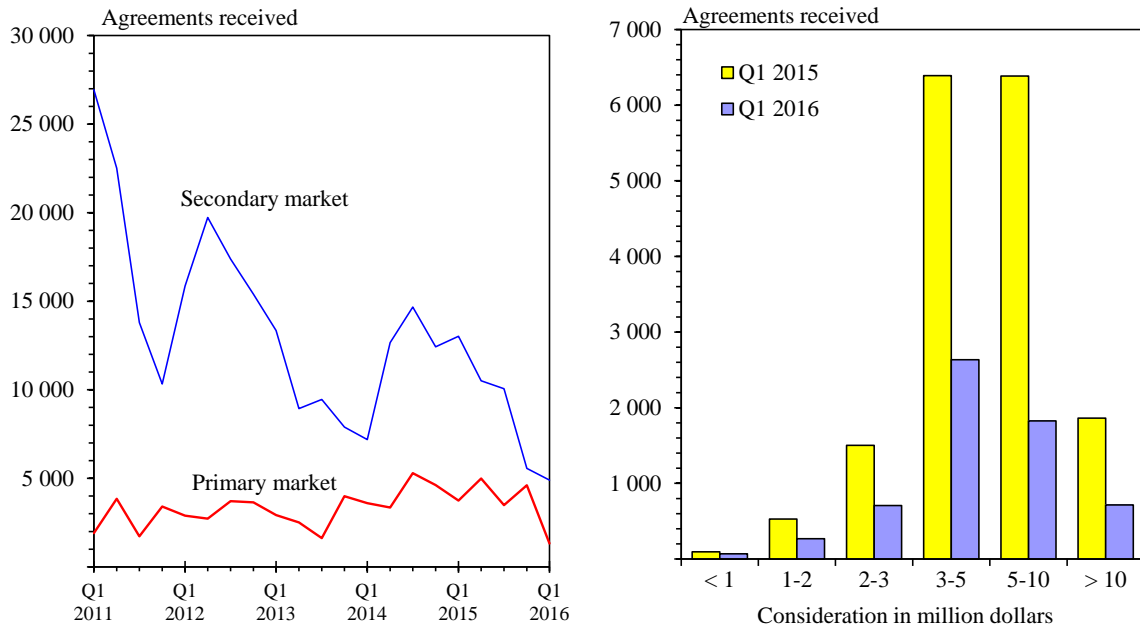 Agreements received
30 000
25 000
20 000
15 000
10 000
5 000
Secondary market
Primary market
Q1 Q1 Q1 Q1 Q1 Q1
2011 2012 2013 2014 2015 2016
Agreements received
7 000
6 000
5 000
4 000
3 000
2 000
1 000
Q1 2015
Q1 2016
< 1 1-2 2-3 3-5 5-10 > 10
Consideration in million dollars